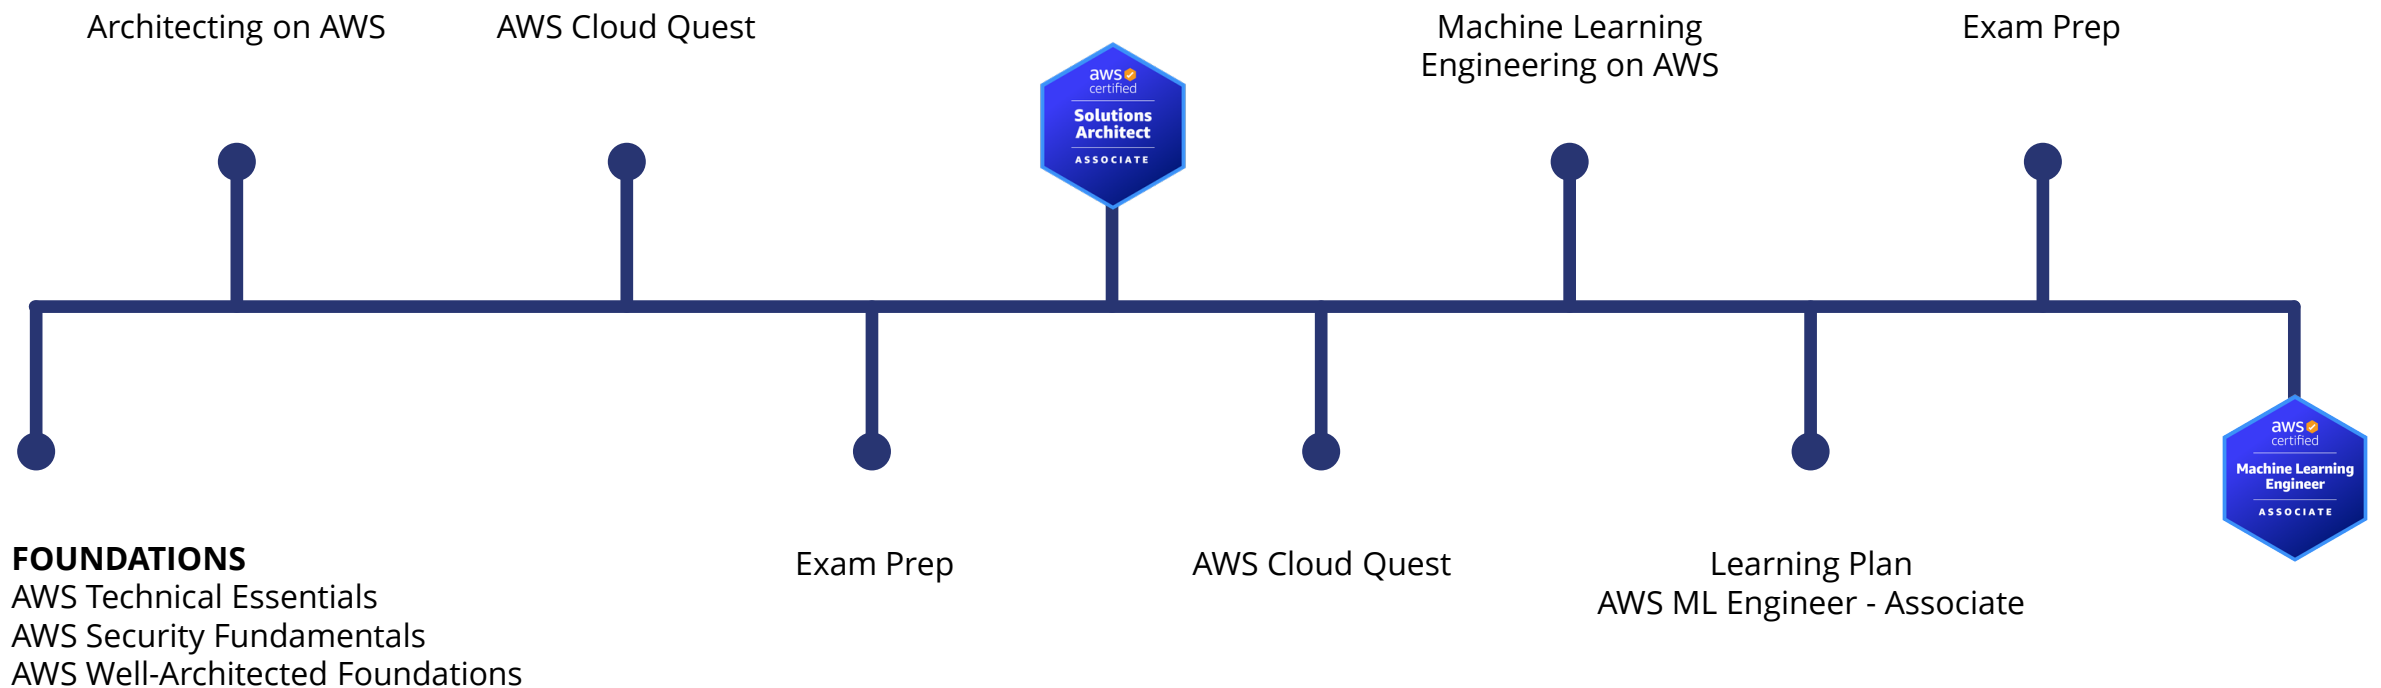 Architecting on AWS
AWS Cloud Quest
aws
certified
Solutions
Architect
ASSOCIATE
Machine Learning
Engineering on AWS
Exam Prep
FOUNDATIONS
AWS Technical Essentials
AWS Security Fundamentals
AWS Well-Architected Foundations
Exam Prep
AWS Cloud Quest
Learning Plan
AWS ML Engineer - Associate
aws
certified
Machine Learning
Engineer
ASSOCIATE